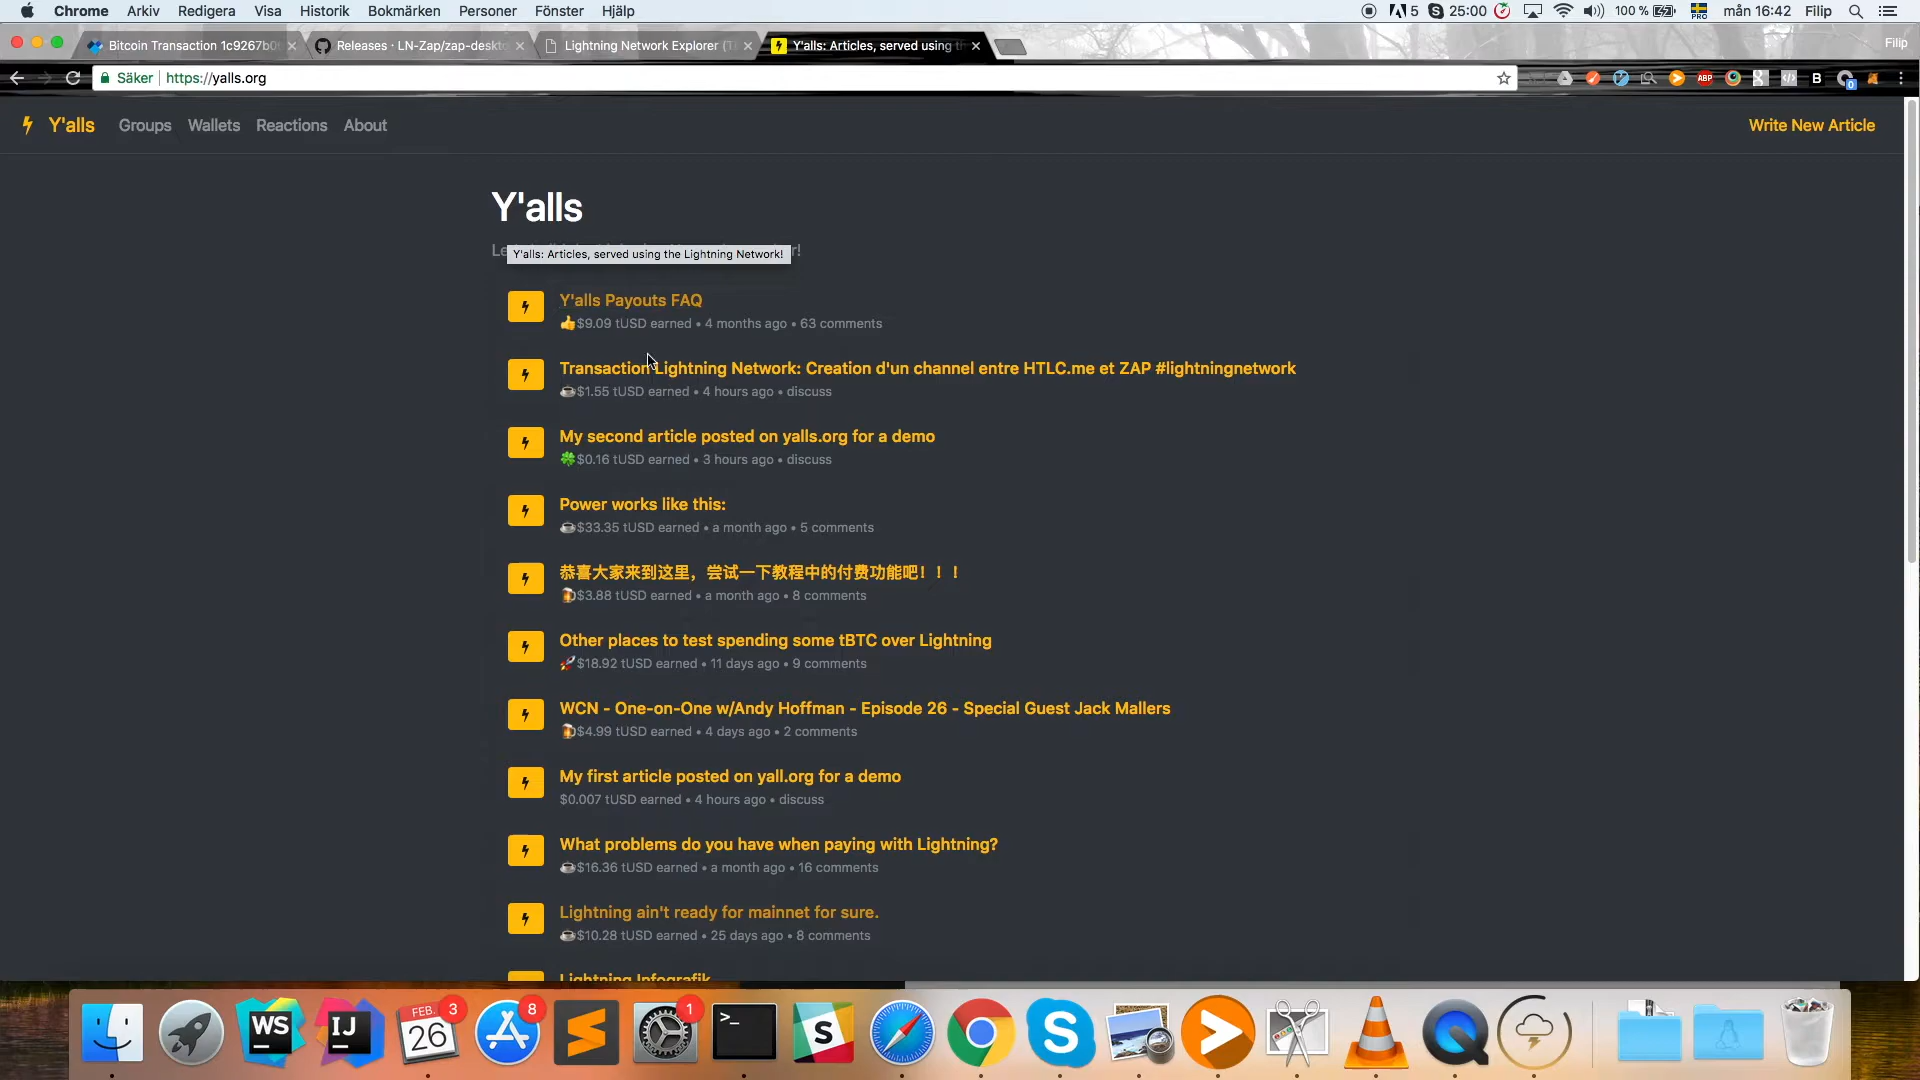 Chrome Arkiv Redigera Visa Historik Bokmärken Personer Fönster Hjälp 5 25:00 100 % PRO mån 16:42 Filip
Bitcoin Transaction 1c9267b0 Releases · LN-Zap/zap-deskt Lightning Network Explorer (T Y'alls: Articles, served using th Filip
Säker https://yalls.org ABP B 0
Y'alls Groups Wallets Reactions About Write New Article
Y'alls
Y'alls: Articles, served using the Lightning Network!
Y'alls Payouts FAQ
👍$9.09 tUSD earned • 4 months ago • 63 comments
Transaction Lightning Network: Creation d'un channel entre HTLC.me et ZAP #lightningnetwork
☕$1.55 tUSD earned • 4 hours ago • discuss
My second article posted on yalls.org for a demo
🍀$0.16 tUSD earned • 3 hours ago • discuss
Power works like this:
☕$33.35 tUSD earned • a month ago • 5 comments
恭喜大家来到这里，尝试一下教程中的付费功能吧！！！
🍺$3.88 tUSD earned • a month ago • 8 comments
Other places to test spending some tBTC over Lightning
🚀$18.92 tUSD earned • 11 days ago • 9 comments
WCN - One-on-One w/Andy Hoffman - Episode 26 - Special Guest Jack Mallers
🍺$4.99 tUSD earned • 4 days ago • 2 comments
My first article posted on yall.org for a demo
$0.007 tUSD earned • 4 hours ago • discuss
What problems do you have when paying with Lightning?
☕$16.36 tUSD earned • a month ago • 16 comments
Lightning ain't ready for mainnet for sure.
☕$10.28 tUSD earned • 25 days ago • 8 comments
Lightning Infografik
WS IJ FEB. 26 3 8 1 >_ S S